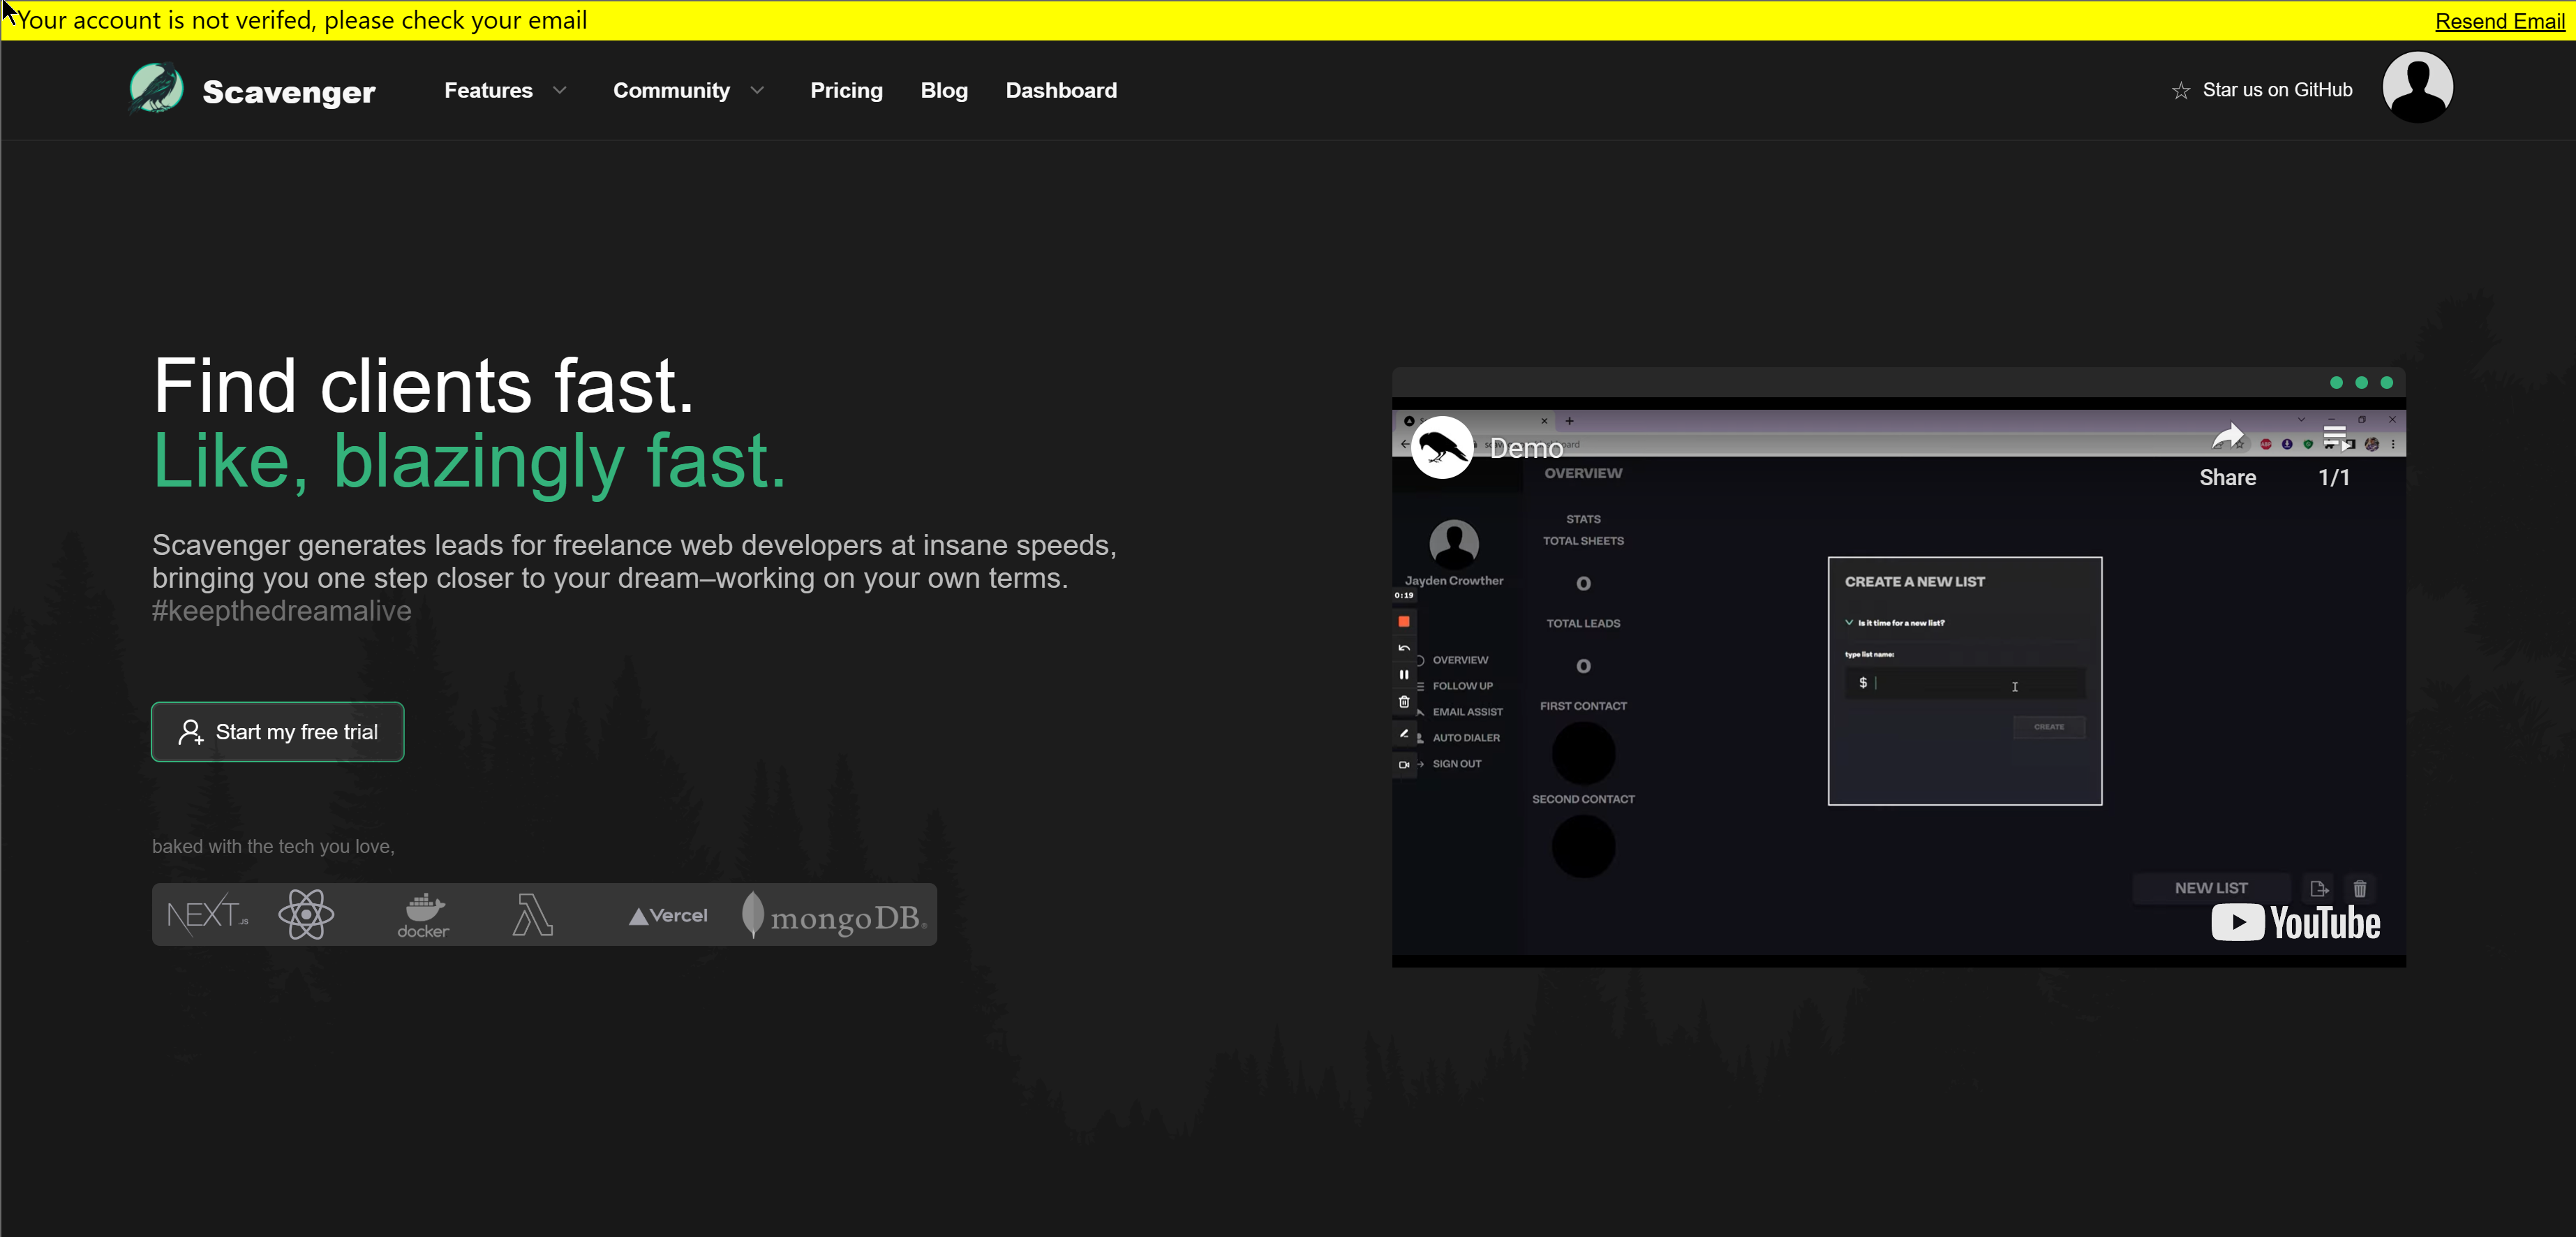 Your account is not verifed, please check your email
Resend Email
Scavenger
Features
Community
Pricing
Blog
Dashboard
Star us on GitHub
Find clients fast.
Like, blazingly fast.
Scavenger generates leads for freelance web developers at insane speeds,
bringing you one step closer to your dream–working on your own terms.
#keepthedreamalive
Start my free trial
baked with the tech you love,
NEXT.JS
docker
Vercel
mongoDB®
Demo
Share
1/1
OVERVIEW
STATS
TOTAL SHEETS
0
TOTAL LEADS
0
FIRST CONTACT
SECOND CONTACT
Jayden Crowther
0:19
OVERVIEW
FOLLOW UP
EMAIL ASSIST
AUTO DIALER
SIGN OUT
CREATE A NEW LIST
Is it time for a new list?
type list name:
$
CREATE
NEW LIST
YouTube